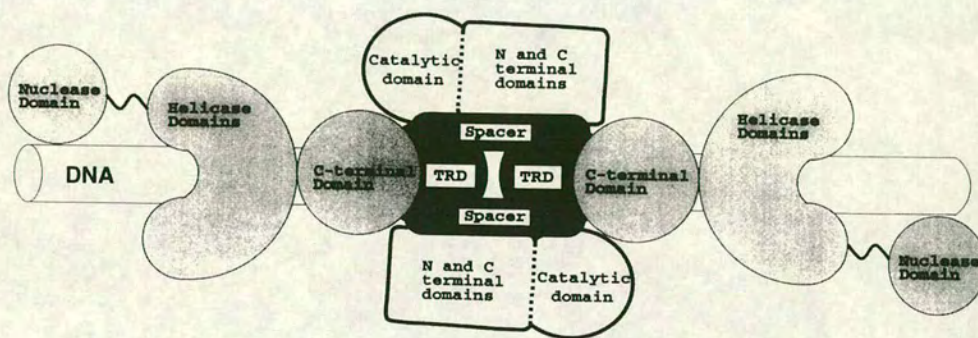 Catalytic
domain
N and C
terminal
domains
Nuclease
Domain
Helicase
Domains
Spacer
Helicase
Domains
DNA
C-terminal
Domain
TRD
TRD
C-terminal
Domain
Spacer
N and C
terminal
domains
Catalytic
domain
Nuclease
Domain